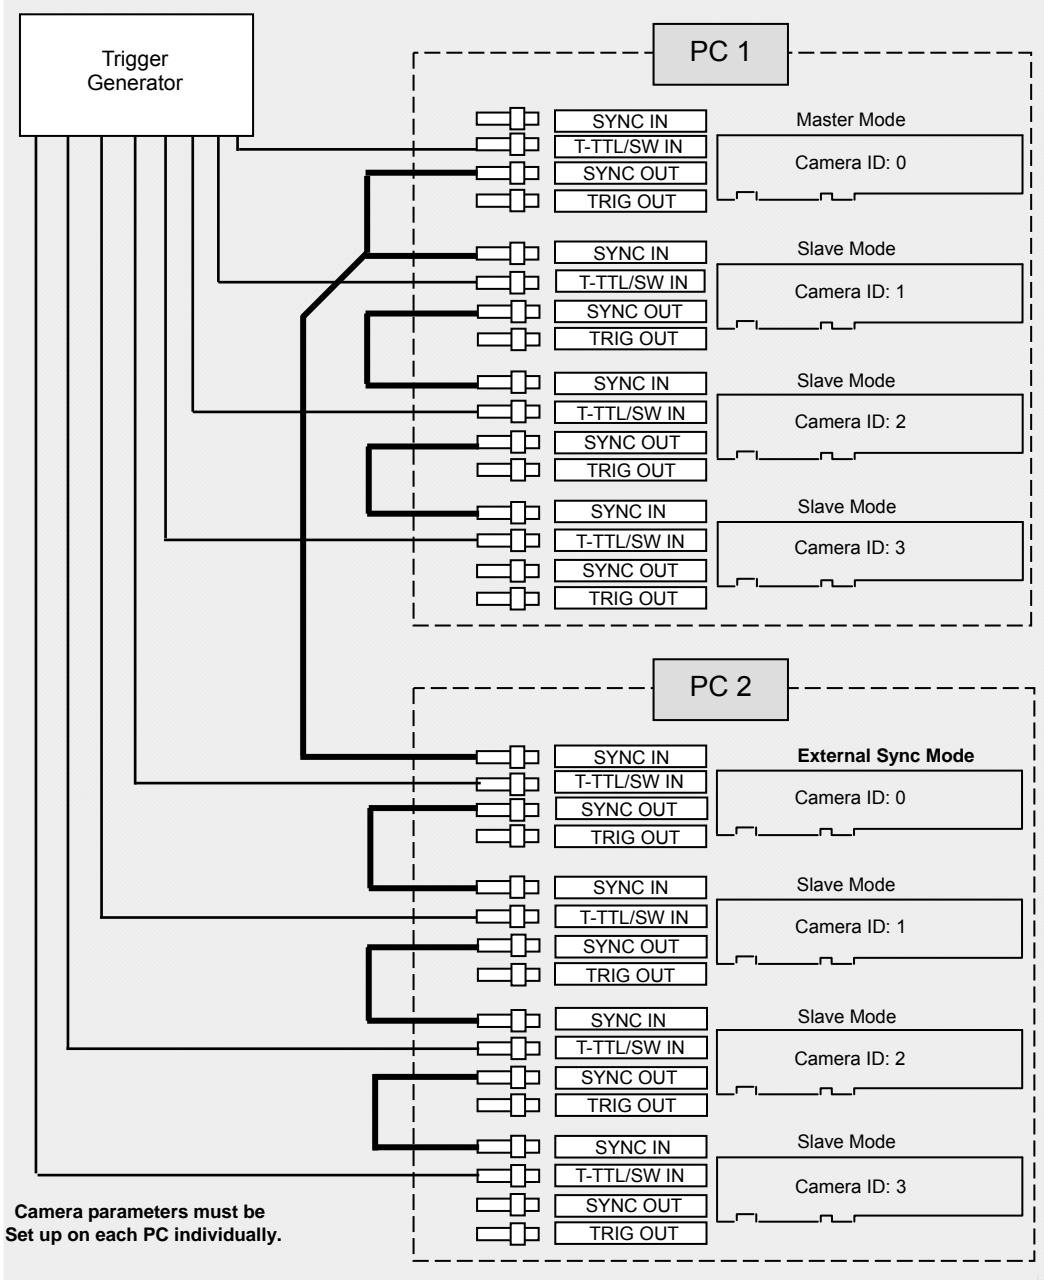 Trigger
Generator
PC 1
SYNC IN
T-TTL/SW IN
SYNC OUT
TRIG OUT
Master Mode
Camera ID: 0
SYNC IN
T-TTL/SW IN
SYNC OUT
TRIG OUT
Slave Mode
Camera ID: 1
SYNC IN
T-TTL/SW IN
SYNC OUT
TRIG OUT
Slave Mode
Camera ID: 2
SYNC IN
T-TTL/SW IN
SYNC OUT
TRIG OUT
Slave Mode
Camera ID: 3
PC 2
SYNC IN
T-TTL/SW IN
SYNC OUT
TRIG OUT
External Sync Mode
Camera ID: 0
SYNC IN
T-TTL/SW IN
SYNC OUT
TRIG OUT
Slave Mode
Camera ID: 1
SYNC IN
T-TTL/SW IN
SYNC OUT
TRIG OUT
Slave Mode
Camera ID: 2
SYNC IN
T-TTL/SW IN
SYNC OUT
TRIG OUT
Slave Mode
Camera ID: 3
Camera parameters must be
Set up on each PC individually.